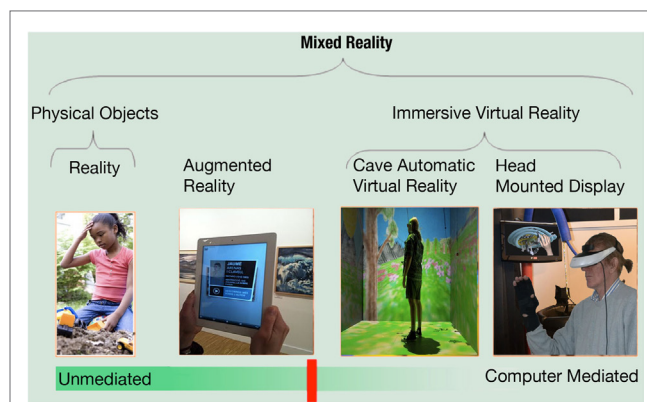 Mixed Reality
Physical Objects
Immersive Virtual Reality
Reality
Augmented
Reality
Cave Automatic
Virtual Reality
Head
Mounted Display
Unmediated
Computer Mediated